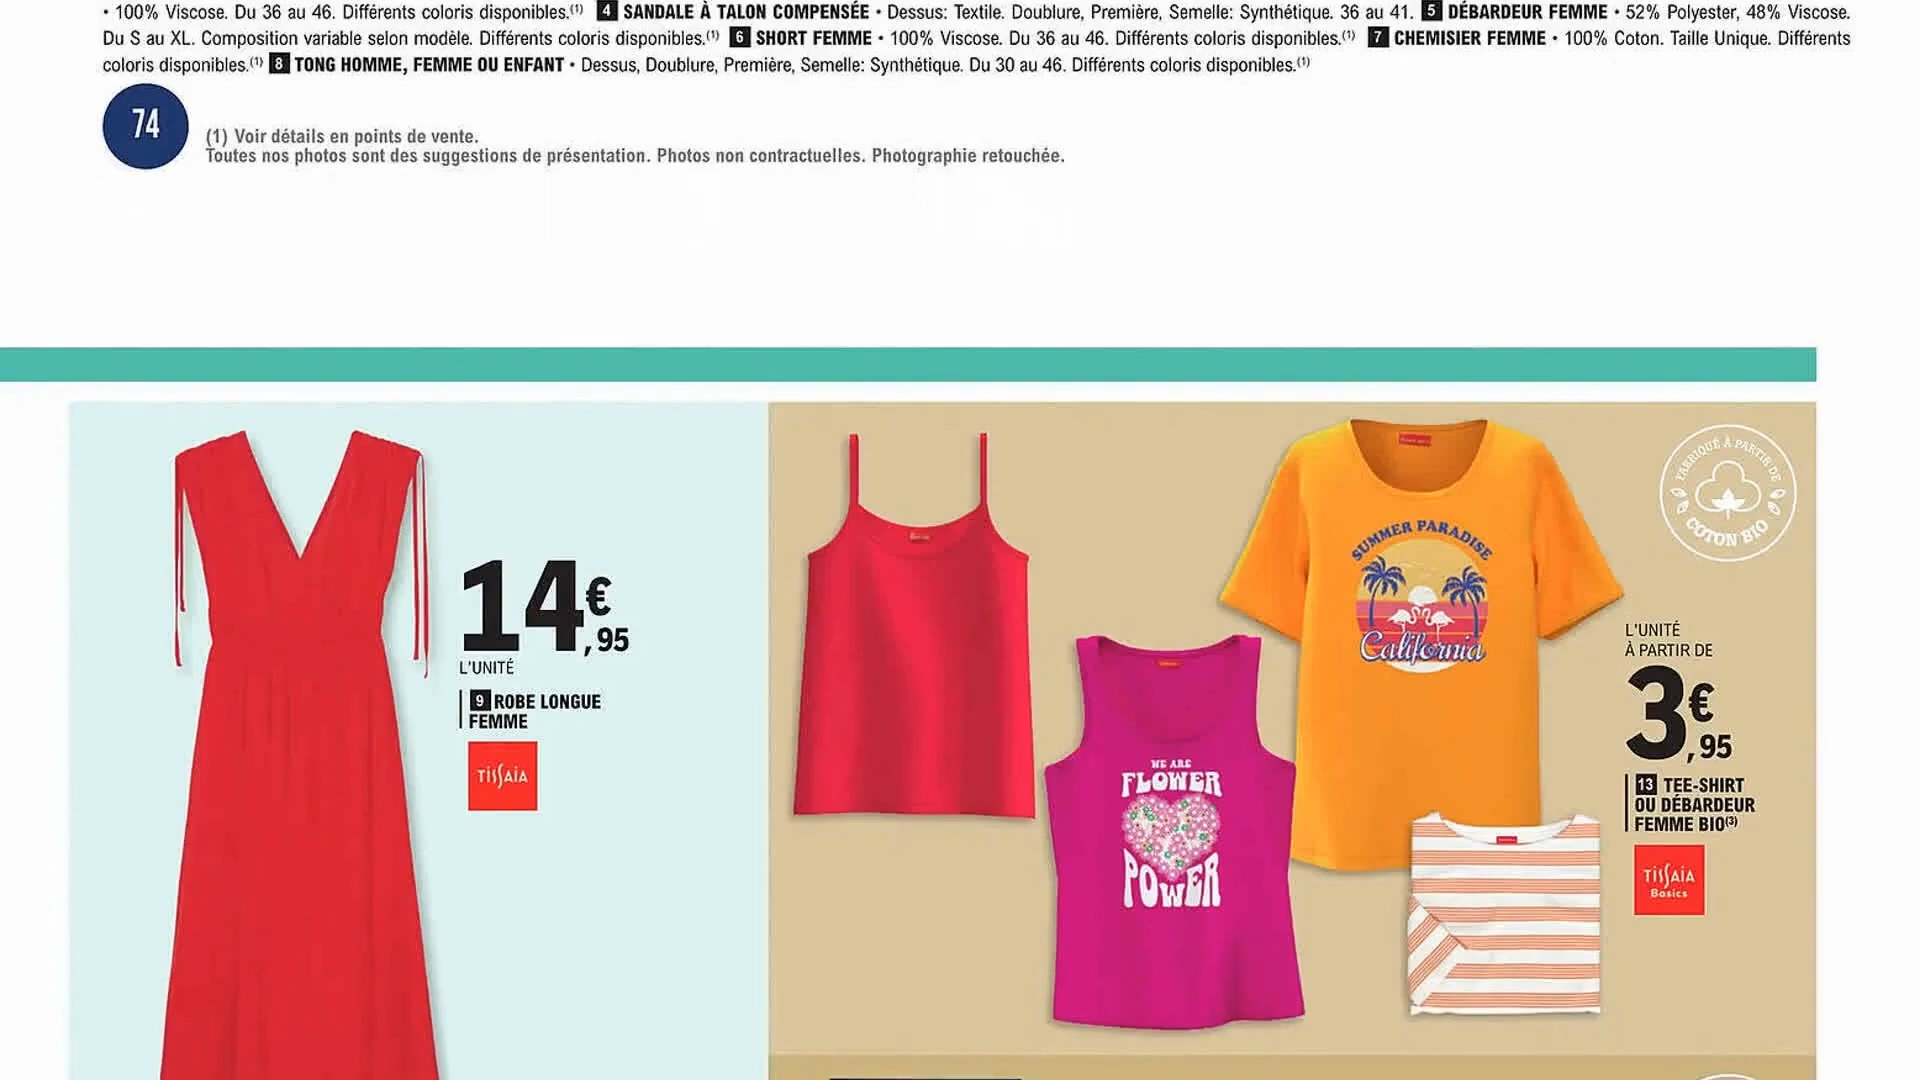 • 100% Viscose. Du 36 au 46. Différents coloris disponibles.(1) 4 SANDALE À TALON COMPENSÉE • Dessus: Textile. Doublure, Première, Semelle: Synthétique. 36 au 41. 5 DÉBARDEUR FEMME • 52% Polyester, 48% Viscose.
Du S au XL. Composition variable selon modèle. Différents coloris disponibles.(1) 6 SHORT FEMME • 100% Viscose. Du 36 au 46. Différents coloris disponibles.(1) 7 CHEMISIER FEMME • 100% Coton. Taille Unique. Différents
coloris disponibles.(1) 8 TONG HOMME, FEMME OU ENFANT • Dessus, Doublure, Première, Semelle: Synthétique. Du 30 au 46. Différents coloris disponibles.(1)
74
(1) Voir détails en points de vente.
Toutes nos photos sont des suggestions de présentation. Photos non contractuelles. Photographie retouchée.
14€,95
L'UNITÉ
9 ROBE LONGUE
FEMME
TISSAIA
WE ARE
FLOWER
POWER
SUMMER PARADISE
California
FABRIQUÉ À PARTIR DE
COTON BIO
L'UNITÉ
À PARTIR DE
3€,95
13 TEE-SHIRT
OU DÉBARDEUR
FEMME BIO(3)
TISSAIA
Basics